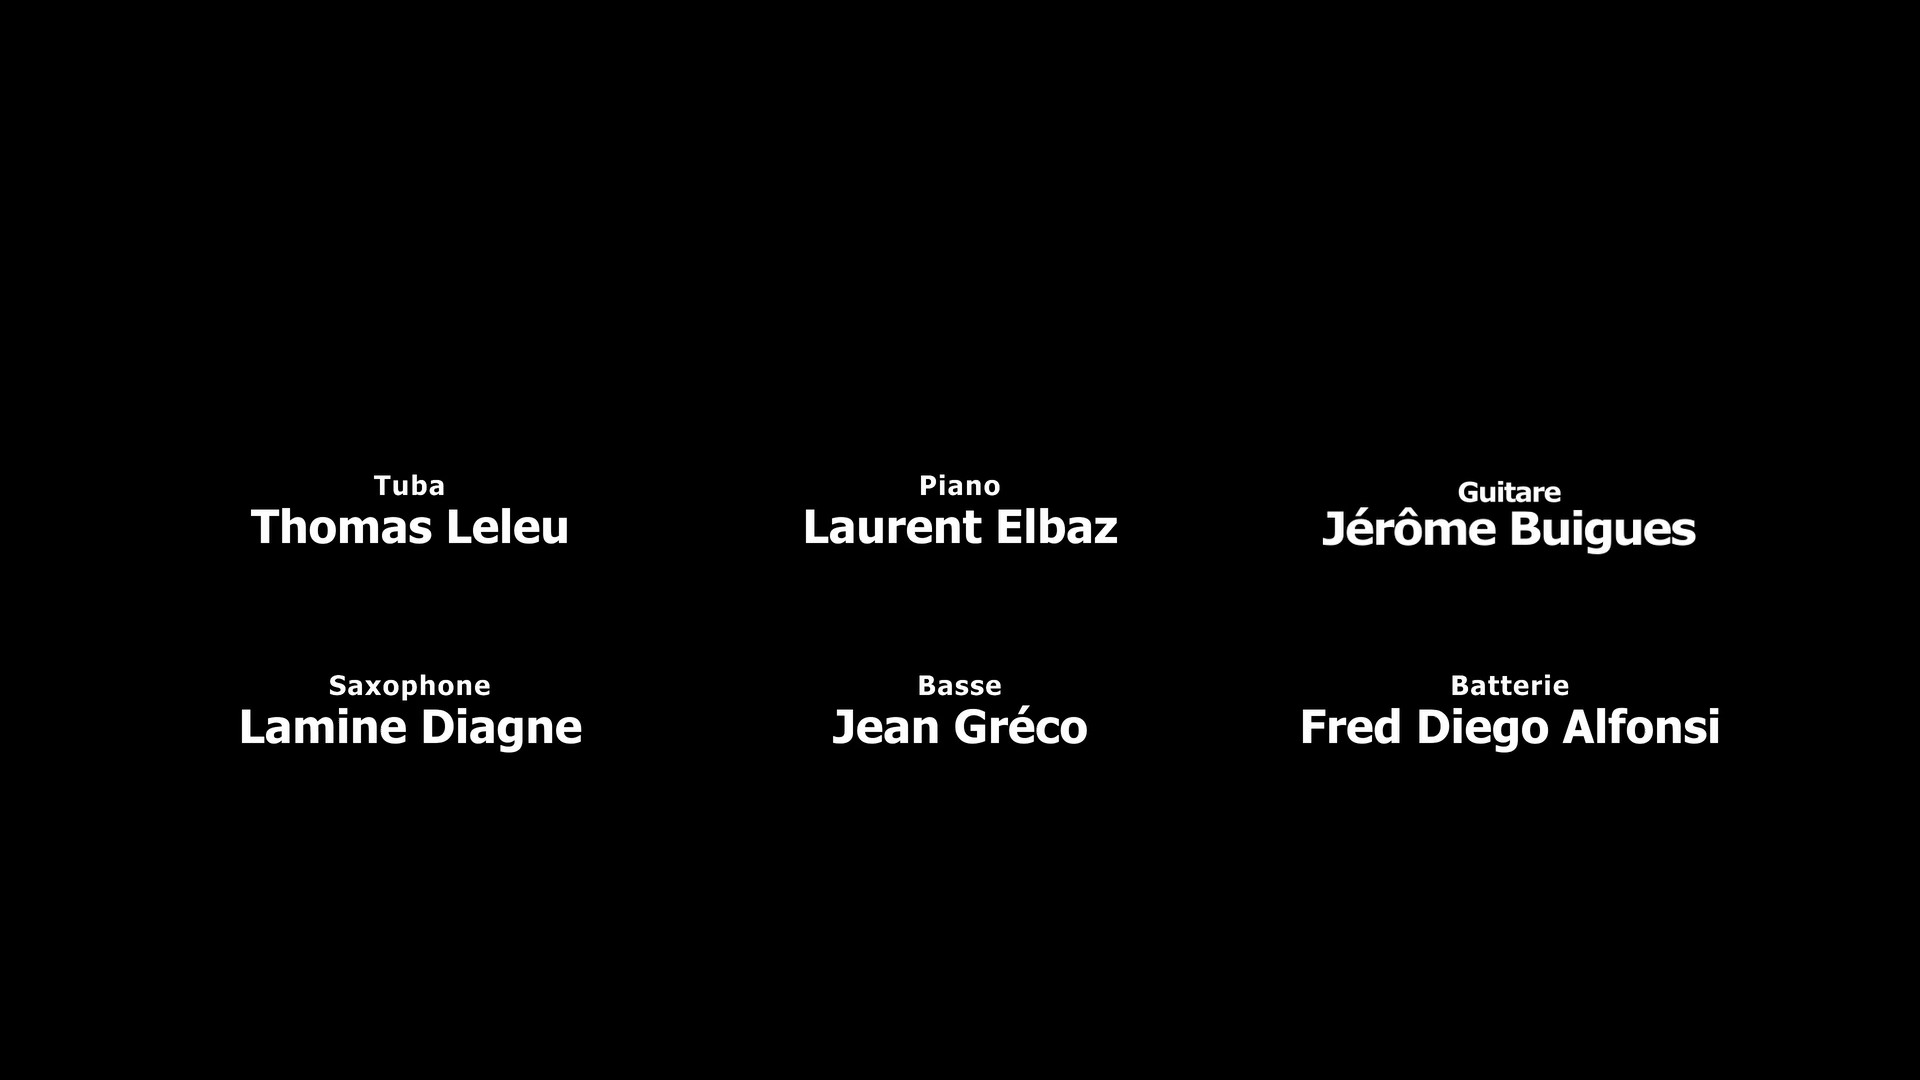 Tuba
Thomas Leleu
Piano
Laurent Elbaz
Guitare
Jérôme Buigues
Saxophone
Lamine Diagne
Basse
Jean Gréco
Batterie
Fred Diego Alfonsi